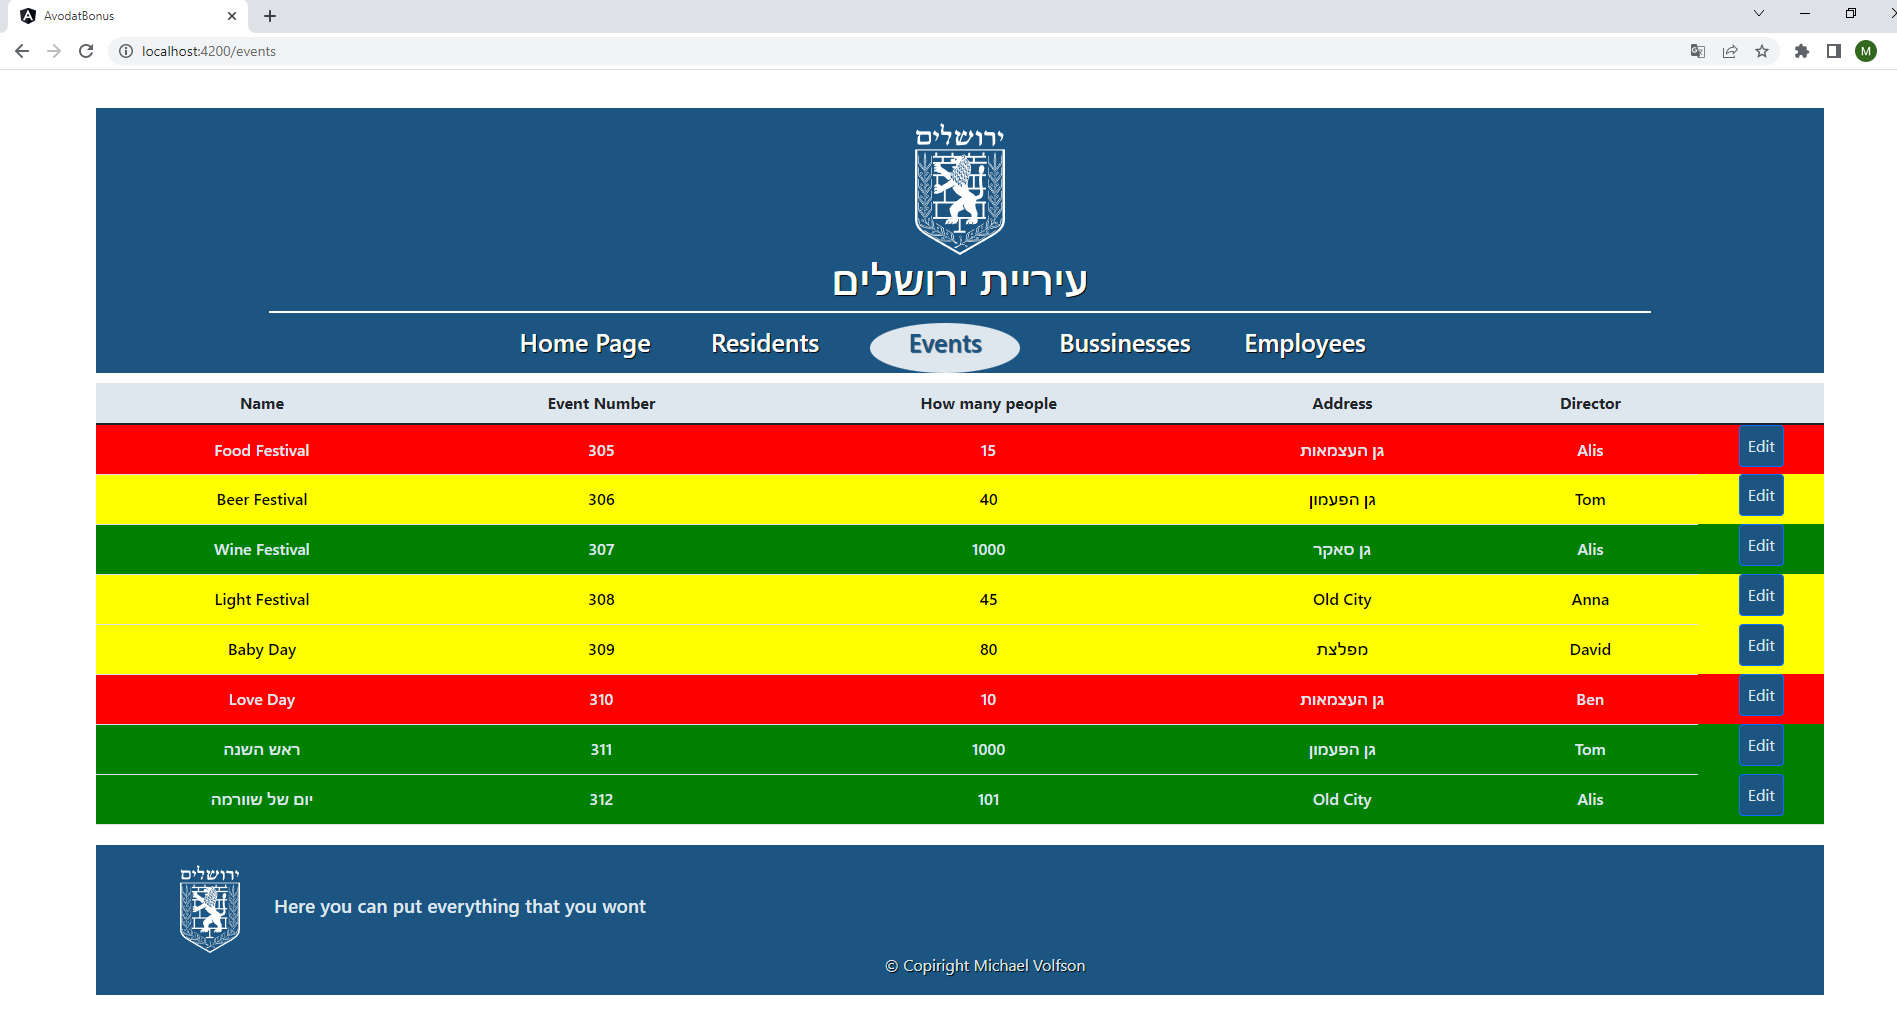 AvodatBonus
localhost:4200/events
M
ירושלים
עיריית ירושלים
Home Page Residents Events Bussinesses Employees
Name Event Number How many people Address Director
Food Festival 305 15 גן העצמאות Alis Edit
Beer Festival 306 40 גן הפעמון Tom Edit
Wine Festival 307 1000 גן סאקר Alis Edit
Light Festival 308 45 Old City Anna Edit
Baby Day 309 80 מפלצת David Edit
Love Day 310 10 גן העצמאות Ben Edit
ראש השנה 311 1000 גן הפעמון Tom Edit
יום של שוורמה 312 101 Old City Alis Edit
ירושלים
Here you can put everything that you wont
© Copiright Michael Volfson